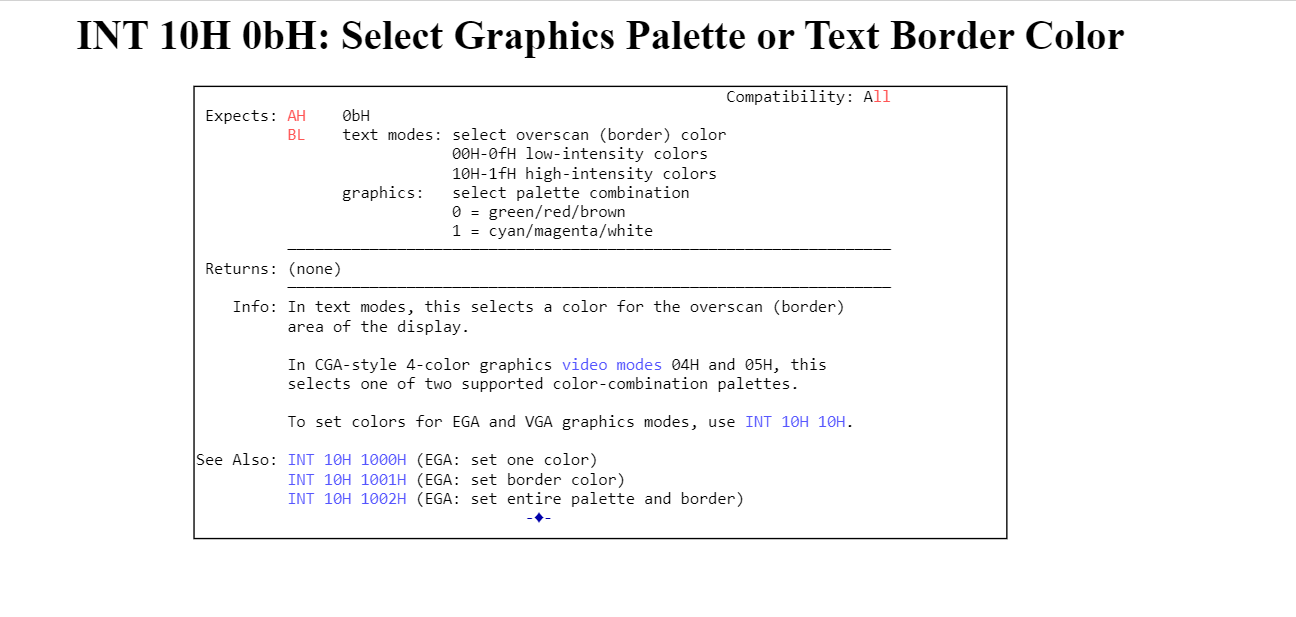 INT 10H 0bH: Select Graphics Palette or Text Border Color
Compatibility: All
Expects: AH 0bH
BL text modes: select overscan (border) color
00H-0fH low-intensity colors
10H-1fH high-intensity colors
graphics: select palette combination
0 = green/red/brown
1 = cyan/magenta/white
Returns: (none)
Info: In text modes, this selects a color for the overscan (border)
area of the display.
In CGA-style 4-color graphics video modes 04H and 05H, this
selects one of two supported color-combination palettes.
To set colors for EGA and VGA graphics modes, use INT 10H 10H.
See Also: INT 10H 1000H (EGA: set one color)
INT 10H 1001H (EGA: set border color)
INT 10H 1002H (EGA: set entire palette and border)
-♦-